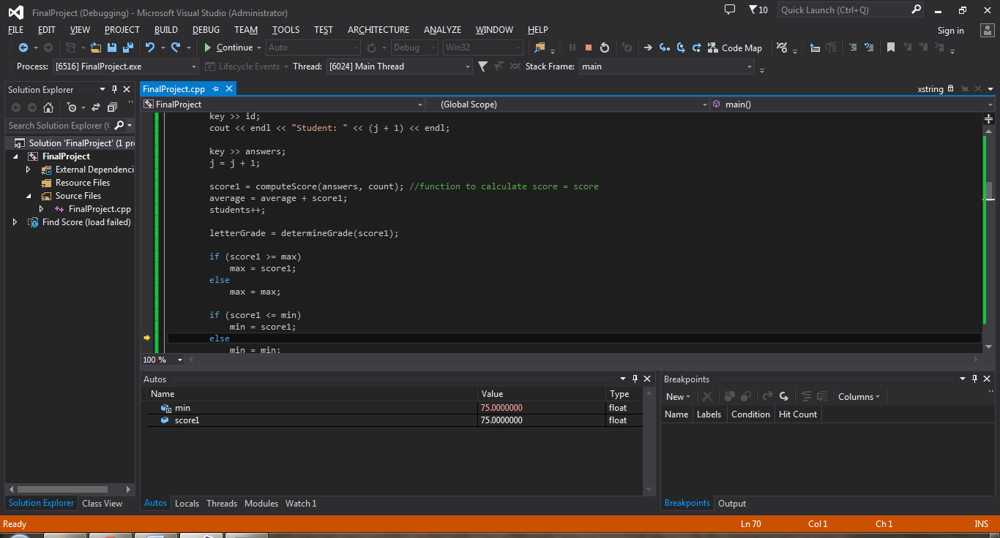 FinalProject (Debugging) - Microsoft Visual Studio (Administrator)
10
Quick Launch (Ctrl+Q)
FILE EDIT VIEW PROJECT BUILD DEBUG TEAM TOOLS TEST ARCHITECTURE ANALYZE WINDOW HELP
Sign in
Continue Auto Debug Win32 Code Map
Process: [6516] FinalProject.exe Lifecycle Events Thread: [6024] Main Thread Stack Frame: main
Solution Explorer
Search Solution Explorer (
Solution 'FinalProject' (1 pr
FinalProject
External Dependenci
Resource Files
Source Files
FinalProject.cpp
Find Score (load failed)
Solution Explorer Class View
FinalProject.cpp
xstring
FinalProject (Global Scope) main()
key >> id;
cout << endl << "Student: " << (j + 1) << endl;
key >> answers;
j = j + 1;
score1 = computeScore(answers, count); //function to calculate score = score
average = average + score1;
students++;
letterGrade = determineGrade(score1);
if (score1 >= max)
max = score1;
else
max = max;
if (score1 <= min)
min = score1;
else
min = min;
100 %
Autos
Name Value Type
min 75.0000000 float
score1 75.0000000 float
Autos Locals Threads Modules Watch 1
Breakpoints
New Columns
Name Labels Condition Hit Count
Breakpoints Output
Ready Ln 70 Col 1 Ch 1 INS